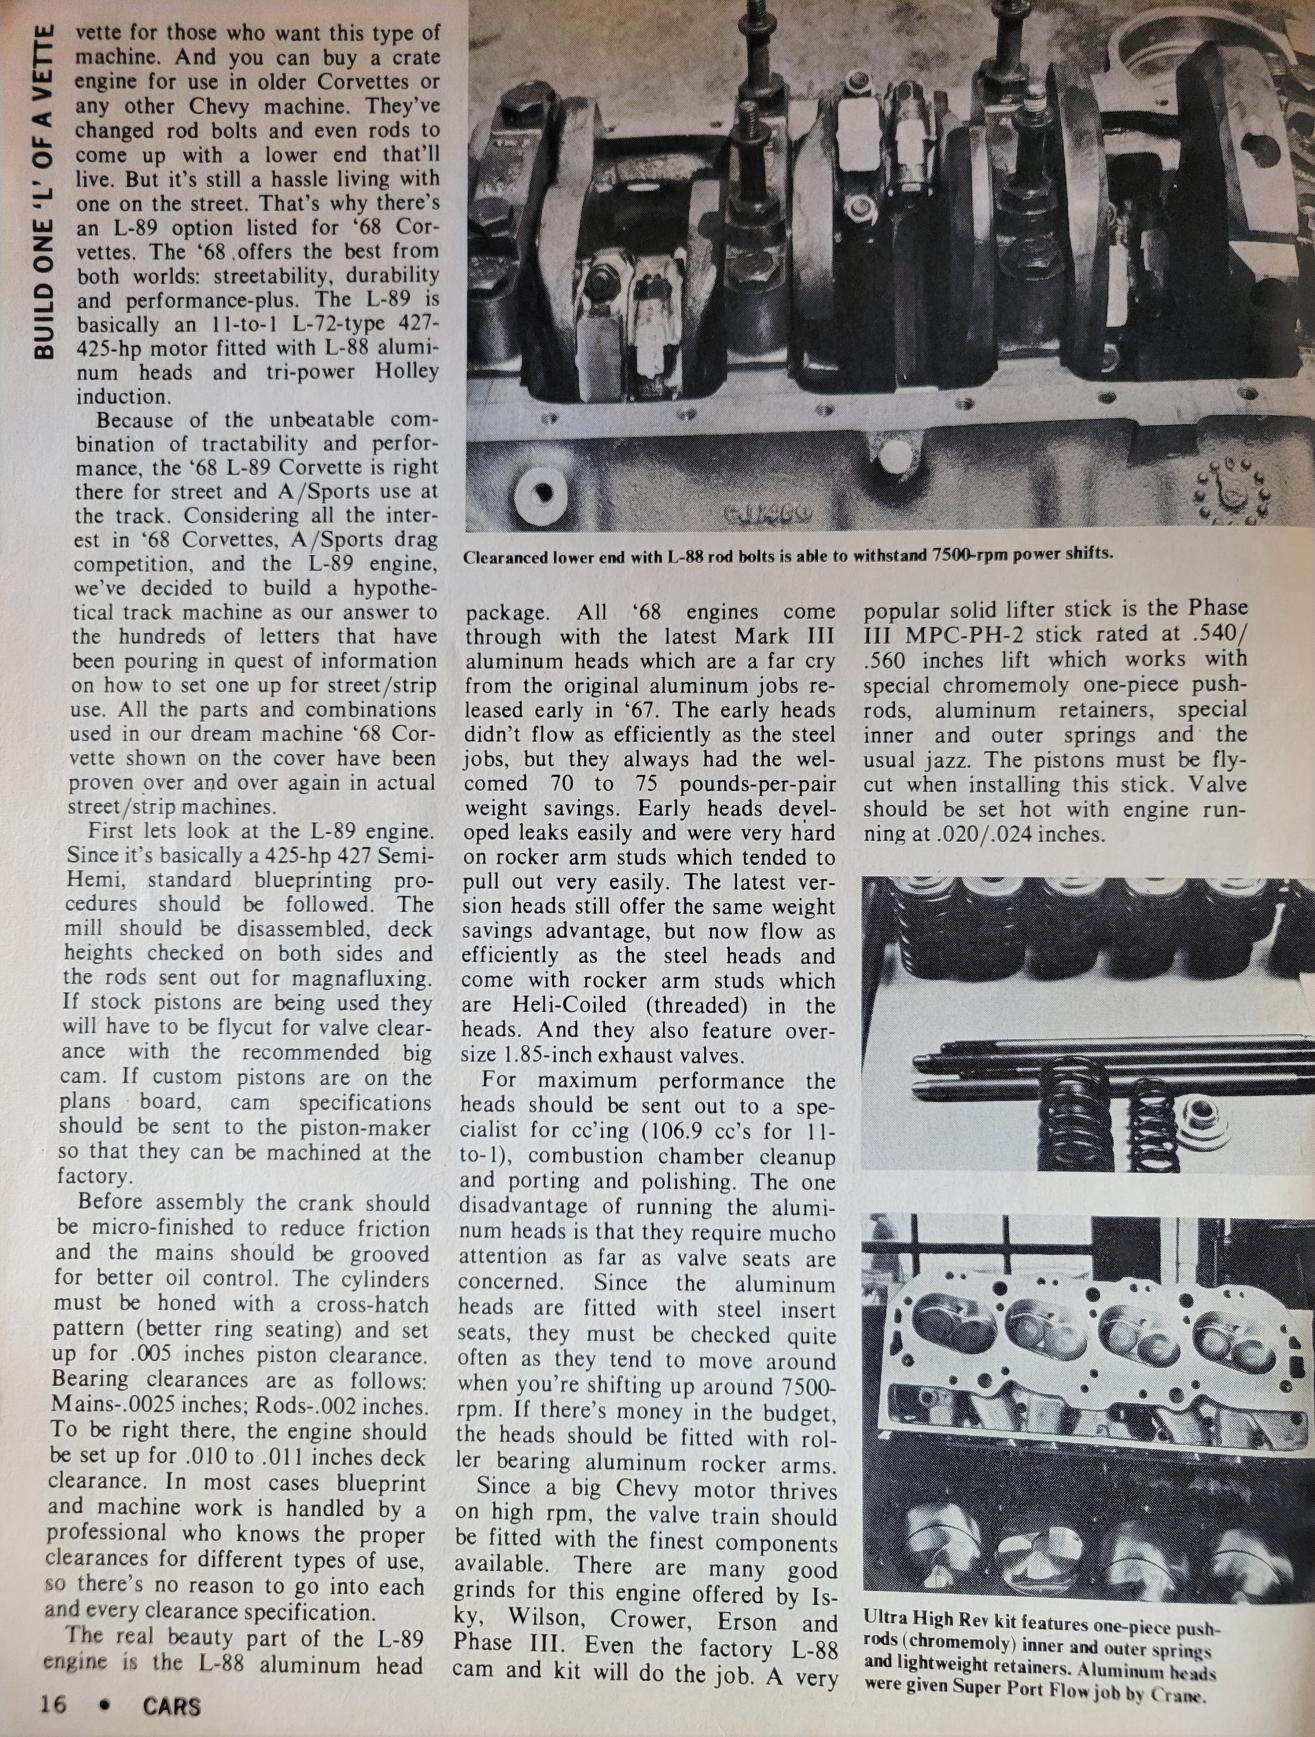 BUILD ONE 'L' OF A VETTE
vette for those who want this type of
machine. And you can buy a crate
engine for use in older Corvettes or
any other Chevy machine. They've
changed rod bolts and even rods to
come up with a lower end that'll
live. But it's still a hassle living with
one on the street. That's why there's
an L-89 option listed for '68 Cor-
vettes. The '68 offers the best from
both worlds: streetability, durability
and performance-plus. The L-89 is
basically an 11-to-1 L-72-type 427-
425-hp motor fitted with L-88 alumi-
num heads and tri-power Holley
induction.
Because of the unbeatable com-
bination of tractability and perfor-
mance, the '68 L-89 Corvette is right
there for street and A/Sports use at
the track. Considering all the inter-
est in '68 Corvettes, A/Sports drag
competition, and the L-89 engine,
we've decided to build a hypothe-
tical track machine as our answer to
the hundreds of letters that have
been pouring in quest of information
on how to set one up for street/strip
use. All the parts and combinations
used in our dream machine '68 Cor-
vette shown on the cover have been
proven over and over again in actual
street/strip machines.
First lets look at the L-89 engine.
Since it's basically a 425-hp 427 Semi-
Hemi, standard blueprinting pro-
cedures should be followed. The
mill should be disassembled, deck
heights checked on both sides and
the rods sent out for magnafluxing.
If stock pistons are being used they
will have to be flycut for valve clear-
ance with the recommended big
cam. If custom pistons are on the
plans board, cam specifications
should be sent to the piston-maker
so that they can be machined at the
factory.
Before assembly the crank should
be micro-finished to reduce friction
and the mains should be grooved
for better oil control. The cylinders
must be honed with a cross-hatch
pattern (better ring seating) and set
up for .005 inches piston clearance.
Bearing clearances are as follows:
Mains-.0025 inches; Rods-.002 inches.
To be right there, the engine should
be set up for .010 to .011 inches deck
clearance. In most cases blueprint
and machine work is handled by a
professional who knows the proper
clearances for different types of use,
so there's no reason to go into each
and every clearance specification.
The real beauty part of the L-89
engine is the L-88 aluminum head
Clearanced lower end with L-88 rod bolts is able to withstand 7500-rpm power shifts.
package. All '68 engines come
through with the latest Mark III
aluminum heads which are a far cry
from the original aluminum jobs re-
leased early in '67. The early heads
didn't flow as efficiently as the steel
jobs, but they always had the wel-
comed 70 to 75 pounds-per-pair
weight savings. Early heads devel-
oped leaks easily and were very hard
on rocker arm studs which tended to
pull out very easily. The latest ver-
sion heads still offer the same weight
savings advantage, but now flow as
efficiently as the steel heads and
come with rocker arm studs which
are Heli-Coiled (threaded) in the
heads. And they also feature over-
size 1.85-inch exhaust valves.
For maximum performance the
heads should be sent out to a spe-
cialist for cc'ing (106.9 cc's for 11-
to-1), combustion chamber cleanup
and porting and polishing. The one
disadvantage of running the alumi-
num heads is that they require mucho
attention as far as valve seats are
concerned. Since the aluminum
heads are fitted with steel insert
seats, they must be checked quite
often as they tend to move around
when you're shifting up around 7500-
rpm. If there's money in the budget,
the heads should be fitted with rol-
ler bearing aluminum rocker arms.
Since a big Chevy motor thrives
on high rpm, the valve train should
be fitted with the finest components
available. There are many good
grinds for this engine offered by Is-
ky, Wilson, Crower, Erson and
Phase III. Even the factory L-88
cam and kit will do the job. A very
popular solid lifter stick is the Phase
III MPC-PH-2 stick rated at .540/
.560 inches lift which works with
special chromemoly one-piece push-
rods, aluminum retainers, special
inner and outer springs and the
usual jazz. The pistons must be fly-
cut when installing this stick. Valve
should be set hot with engine run-
ning at .020/.024 inches.
Ultra High Rev kit features one-piece push-
rods (chromemoly) inner and outer springs
and lightweight retainers. Aluminum heads
were given Super Port Flow job by Crane.
16 • CARS